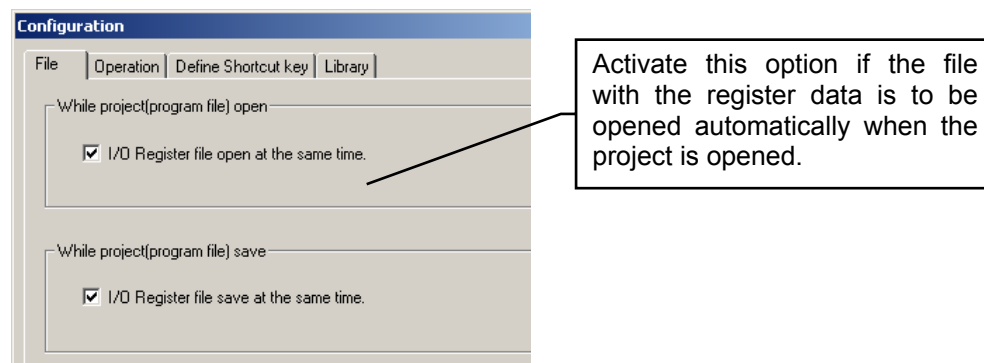 Configuration
File Operation Define Shortcut key Library
While project(program file) open
I/O Register file open at the same time.
While project(program file) save
I/O Register file save at the same time.
Activate this option if the file
with the register data is to be
opened automatically when the
project is opened.